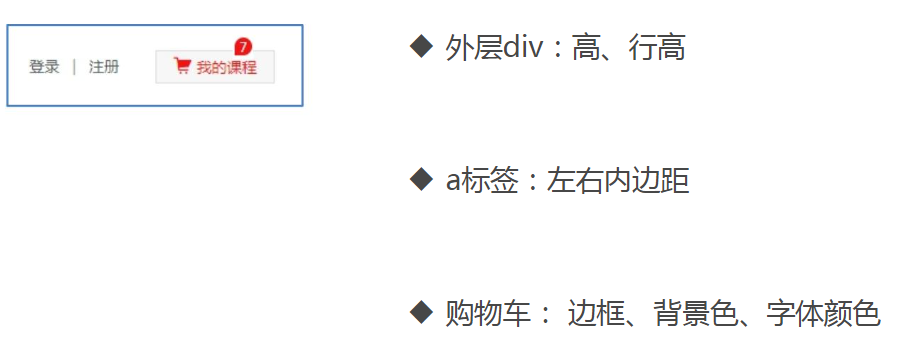 登录 | 注册
7
我的课程
◆ 外层div：高、行高
◆ a标签：左右内边距
◆ 购物车： 边框、背景色、字体颜色